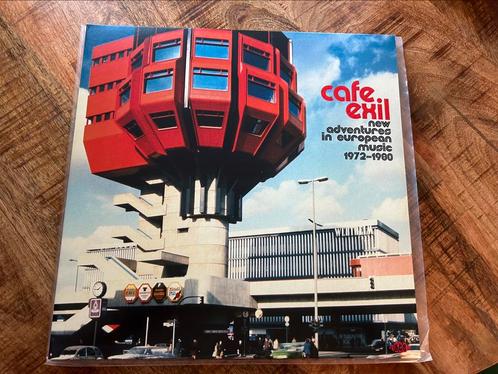 cafe
exil
new
adventures
in european
music
1972-1980